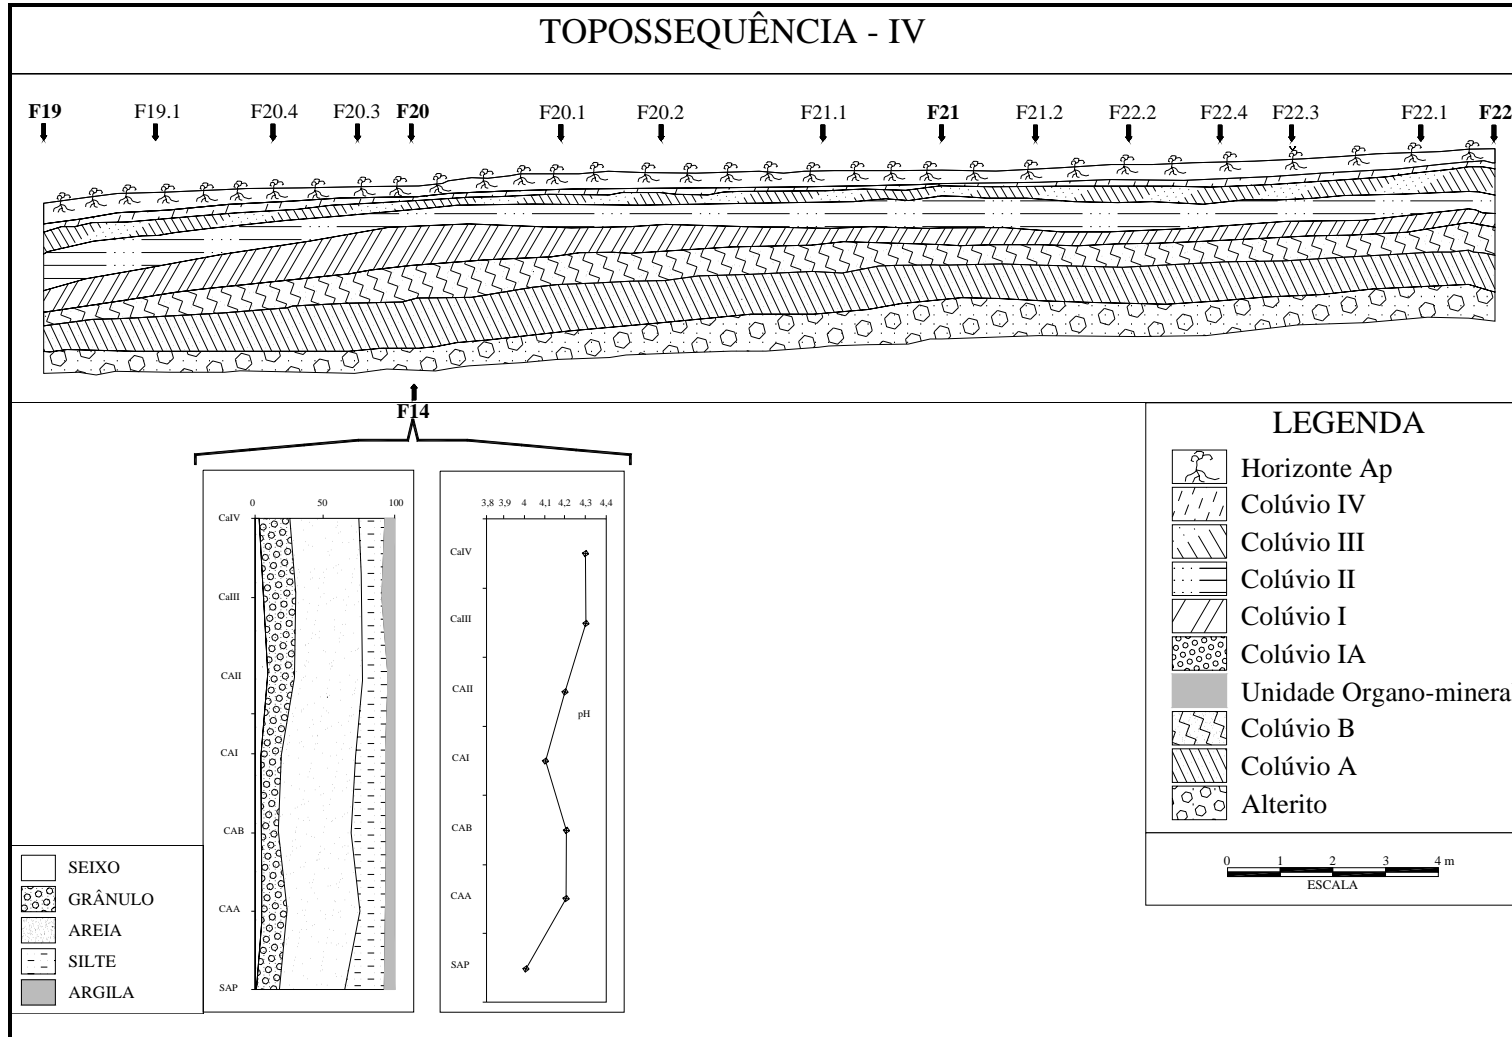 TOPOSSEQUÊNCIA - IV
F19 F19.1 F20.4 F20.3 F20 F20.1 F20.2 F21.1 F21 F21.2 F22.2 F22.4 F22.3 F22.1 F22
F14
0 50 100
CaIV
CaIII
CAII
CAI
CAB
CAA
SAP
3,8 3,9 4 4,1 4,2 4,3 4,4
CaIV
CaIII
CAII
pH
CAI
CAB
CAA
SAP
SEIXO
GRÂNULO
AREIA
SILTE
ARGILA
LEGENDA
Horizonte Ap
Colúvio IV
Colúvio III
Colúvio II
Colúvio I
Colúvio IA
Unidade Organo-mineral
Colúvio B
Colúvio A
Alterito
0 1 2 3 4 m
ESCALA